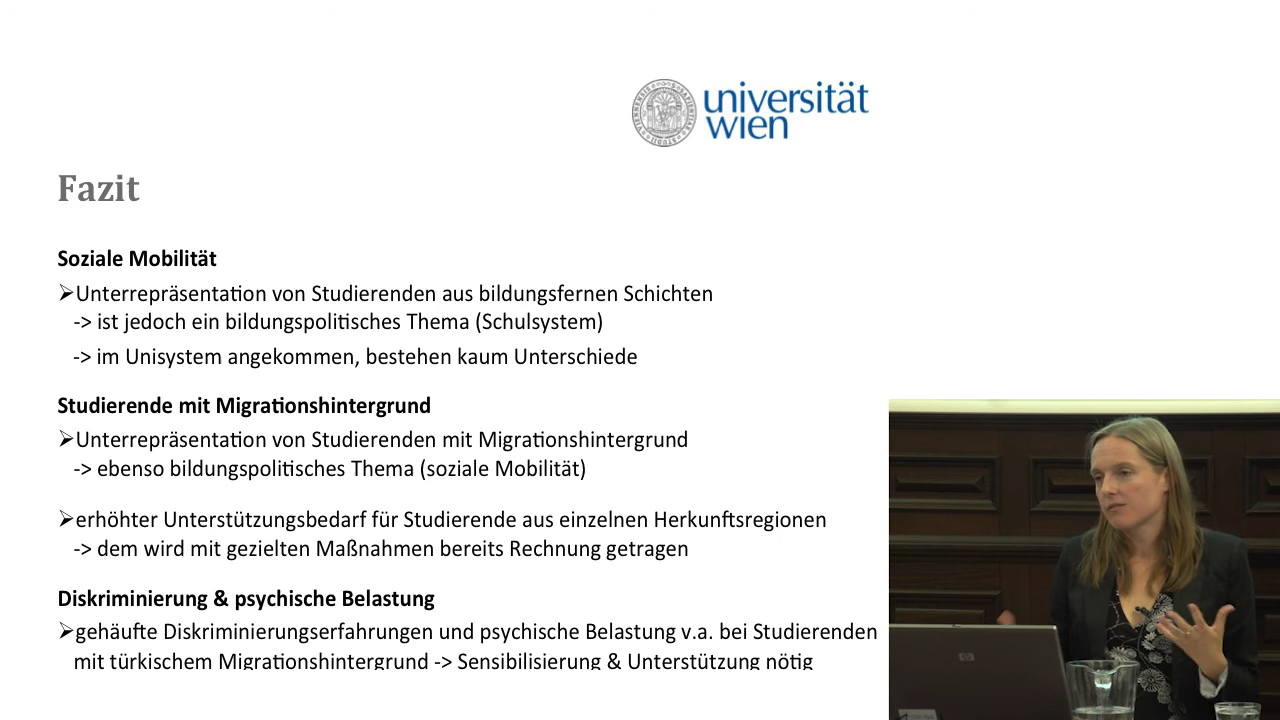 universität
wien
Fazit
Soziale Mobilität
➢Unterrepräsentation von Studierenden aus bildungsfernen Schichten
-> ist jedoch ein bildungspolitisches Thema (Schulsystem)
-> im Unisystem angekommen, bestehen kaum Unterschiede
Studierende mit Migrationshintergrund
➢Unterrepräsentation von Studierenden mit Migrationshintergrund
-> ebenso bildungspolitisches Thema (soziale Mobilität)
➢erhöhter Unterstützungsbedarf für Studierende aus einzelnen Herkunftsregionen
-> dem wird mit gezielten Maßnahmen bereits Rechnung getragen
Diskriminierung & psychische Belastung
➢gehäufte Diskriminierungserfahrungen und psychische Belastung v.a. bei Studierenden
mit türkischem Migrationshintergrund -> Sensibilisierung & Unterstützung nötig
hp